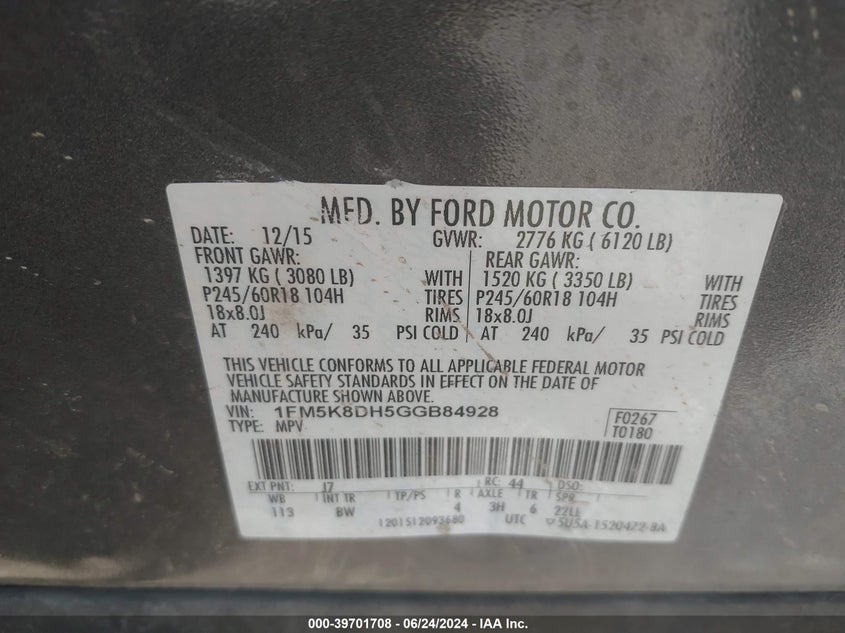 MFD. BY FORD MOTOR CO.
DATE: 12/15 GVWR: 2776 KG ( 6120 LB)
FRONT GAWR: REAR GAWR:
1397 KG ( 3080 LB) WITH 1520 KG ( 3350 LB) WITH
P245/60R18 104H TIRES P245/60R18 104H TIRES
18x8.0J RIMS 18x8.0J RIMS
AT 240 kPa/ 35 PSI COLD AT 240 kPa/ 35 PSI COLD
THIS VEHICLE CONFORMS TO ALL APPLICABLE FEDERAL MOTOR
VEHICLE SAFETY STANDARDS IN EFFECT ON THE DATE OF
MANUFACTURE SHOWN ABOVE.
VIN: 1FM5K8DH5GGB84928 F0267
TYPE: MPV T0180
EXT PNT: J7 RC: 44 DSO:
WB INT TR TP/PS R AXLE TR SPR
113 BW 4 3H 6 22LL
1201512093680 UTC 5U5A-1520472-BA
000-39701708 - 06/24/2024 - IAA Inc.